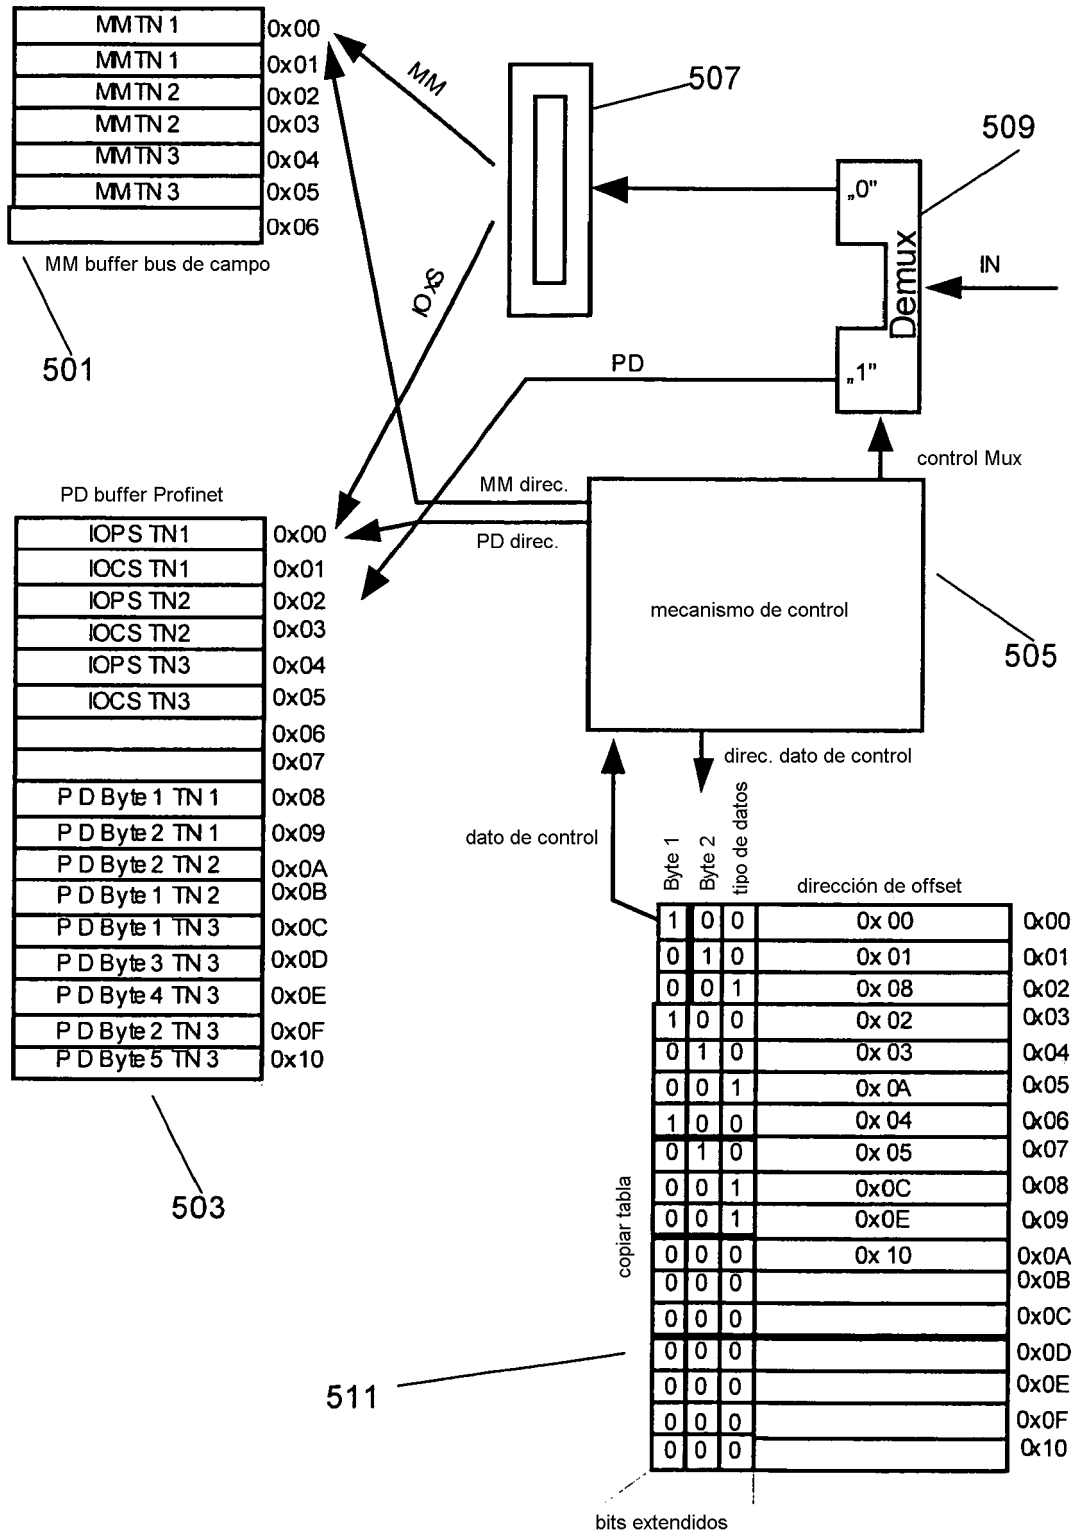 MM TN 1 0x00
MM TN 1 0x01
MM TN 2 0x02
MM TN 2 0x03
MM TN 3 0x04
MM TN 3 0x05
0x06
MM buffer bus de campo
501
MM
IOxS
507
509
„0"
Demux
IN
„1"
PD
control Mux
MM direc.
PD direc.
mecanismo de control
505
PD buffer Profinet
IOPS TN1 0x00
IOCS TN1 0x01
IOPS TN2 0x02
IOCS TN2 0x03
IOPS TN3 0x04
IOCS TN3 0x05
0x06
0x07
PD Byte 1 TN 1 0x08
PD Byte 2 TN 1 0x09
PD Byte 2 TN 2 0x0A
PD Byte 1 TN 2 0x0B
PD Byte 1 TN 3 0x0C
PD Byte 3 TN 3 0x0D
PD Byte 4 TN 3 0x0E
PD Byte 2 TN 3 0x0F
PD Byte 5 TN 3 0x10
503
direc. dato de control
dato de control
Byte 1
Byte 2
tipo de datos
dirección de offset
1 0 0 0x 00 0x00
0 1 0 0x 01 0x01
0 0 1 0x 08 0x02
1 0 0 0x 02 0x03
0 1 0 0x 03 0x04
0 0 1 0x 0A 0x05
1 0 0 0x 04 0x06
0 1 0 0x 05 0x07
0 0 1 0x0C 0x08
0 0 1 0x0E 0x09
0 0 0 0x 10 0x0A
0 0 0 0x0B
0 0 0 0x0C
0 0 0 0x0D
0 0 0 0x0E
0 0 0 0x0F
0 0 0 0x10
copiar tabla
511
bits extendidos